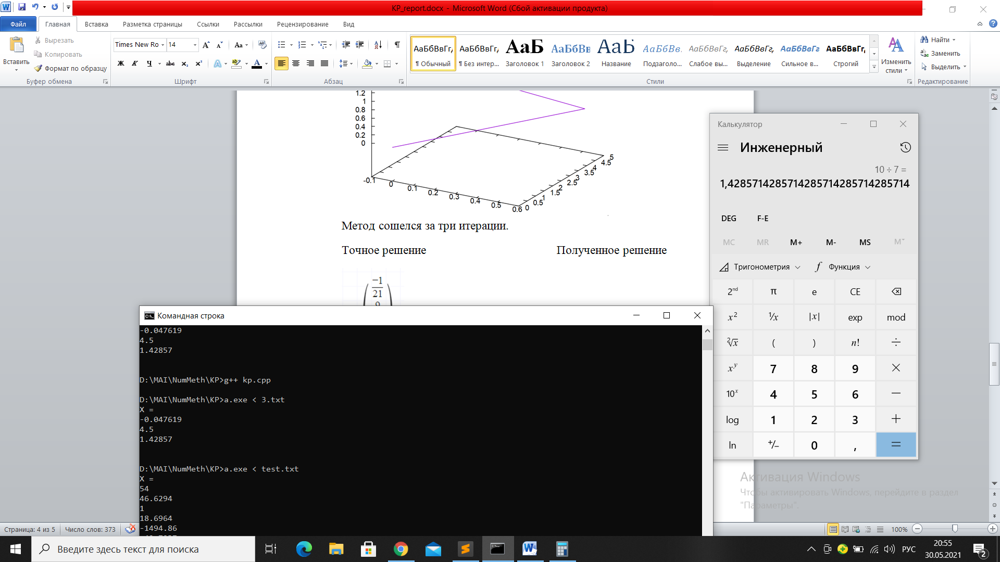 KP_report.docx - Microsoft Word (Сбой активации продукта)
Файл Главная Вставка Разметка страницы Ссылки Рассылки Рецензирование Вид
Вставить
Вырезать
Копировать
Формат по образцу
Буфер обмена
Times New Ro 14
Ж К Ч abc x₂ x²
Шрифт
Абзац
АаБбВвГг, АаБбВвГг, АаБ АаБбВв АаБ АаБбВв. АаБбВвГг, АаБбВвГг, АаБбВвГг АаБбВвГг,
¶ Обычный ¶ Без интер... Заголовок 1 Заголовок 2 Название Подзаголо... Слабое вы... Выделение Сильное в... Строгий
Стили
Изменить стили
Найти
Заменить
Выделить
Редактирование
1.2
1
0.8
0.6
0.4
0.2
0
-0.1 0 0.1 0.2 0.3 0.4 0.5 0.6
0 0.5 1 1.5 2 2.5 3 3.5 4 4.5 5
Метод сошелся за три итерации.
Точное решение Полученное решение
−1
21
9
Командная строка
-0.047619
4.5
1.42857
D:\MAI\NumMeth\KP>g++ kp.cpp
D:\MAI\NumMeth\KP>a.exe < 3.txt
X =
-0.047619
4.5
1.42857
D:\MAI\NumMeth\KP>a.exe < test.txt
X =
54
46.6294
1
18.6964
-1494.86
Калькулятор
Инженерный
10 ÷ 7 =
1,4285714285714285714285714285714
DEG F-E
MC MR M+ M- MS M˅
Тригонометрия f Функция
2ⁿᵈ π e CE
x² ¹/x |x| exp mod
²√x ( ) n! ÷
xʸ 7 8 9 ×
10ˣ 4 5 6 −
log 1 2 3 +
ln +/− 0 , =
Активация Windows
Чтобы активировать Windows, перейдите в раздел
"Параметры".
Страница: 4 из 5 Число слов: 373
100%
Введите здесь текст для поиска
РУС
20:55
30.05.2021
2